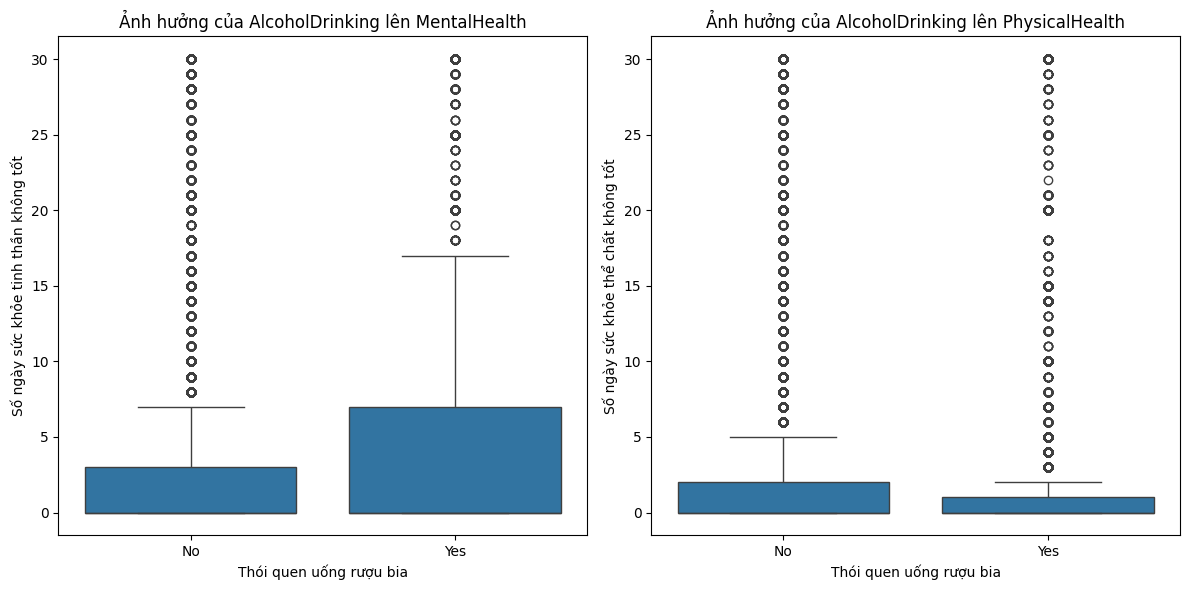 Ảnh hưởng của AlcoholDrinking lên MentalHealth
Số ngày sức khỏe tinh thần không tốt
30
25
20
15
10
5
0
No
Yes
Thói quen uống rượu bia
Ảnh hưởng của AlcoholDrinking lên PhysicalHealth
Số ngày sức khỏe thể chất không tốt
30
25
20
15
10
5
0
No
Yes
Thói quen uống rượu bia